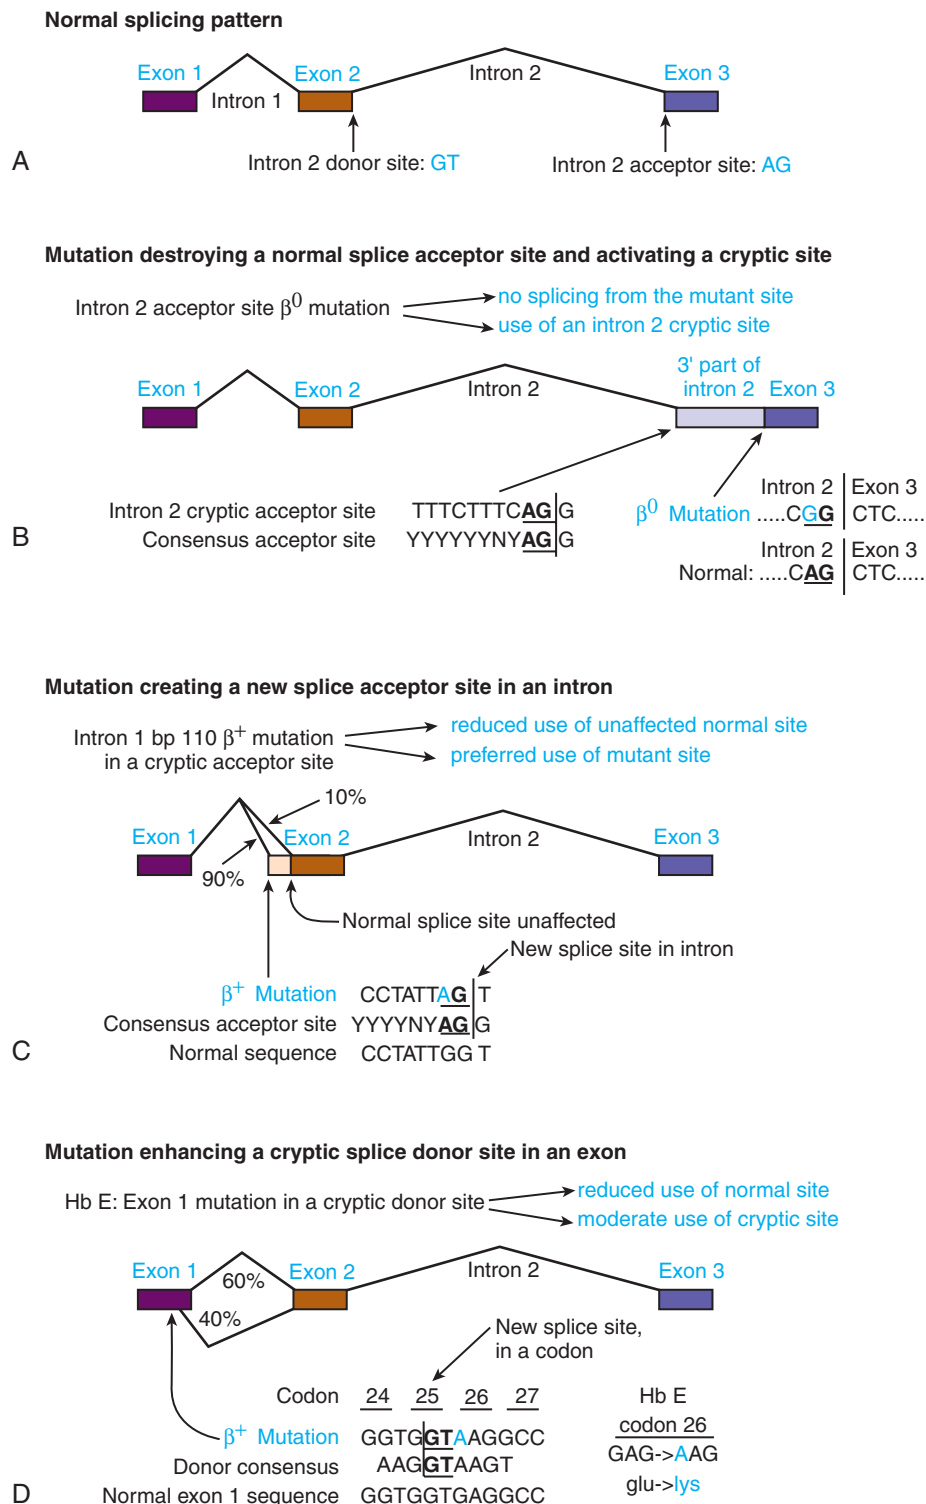 Normal splicing pattern
Exon 1 Exon 2 Intron 2 Exon 3
Intron 1
Intron 2 donor site: GT Intron 2 acceptor site: AG
A
Mutation destroying a normal splice acceptor site and activating a cryptic site
Intron 2 acceptor site β0 mutation
no splicing from the mutant site
use of an intron 2 cryptic site
3' part of
intron 2
Exon 1 Exon 2 Intron 2 Exon 3
Intron 2 cryptic acceptor site TTTCTTTCAG G
Consensus acceptor site YYYYYYNYAG G
β0 Mutation
Intron 2 Exon 3
.....CGG CTC.....
Intron 2 Exon 3
Normal: .....CAG CTC.....
B
Mutation creating a new splice acceptor site in an intron
Intron 1 bp 110 β+ mutation
in a cryptic acceptor site
reduced use of unaffected normal site
preferred use of mutant site
10%
Exon 1 Exon 2 Intron 2 Exon 3
90%
Normal splice site unaffected
New splice site in intron
β+ Mutation CCTATTAG T
Consensus acceptor site YYYYNYAG G
Normal sequence CCTATTGG T
C
Mutation enhancing a cryptic splice donor site in an exon
Hb E: Exon 1 mutation in a cryptic donor site
reduced use of normal site
moderate use of cryptic site
Exon 1 60% Exon 2 Intron 2 Exon 3
40%
New splice site,
in a codon
Codon 24 25 26 27
β+ Mutation GGTGGTAAGGCC
Donor consensus AAGGTAAGT
Normal exon 1 sequence GGTGGTGAGGCC
Hb E
codon 26
GAG->AAG
glu->lys
D